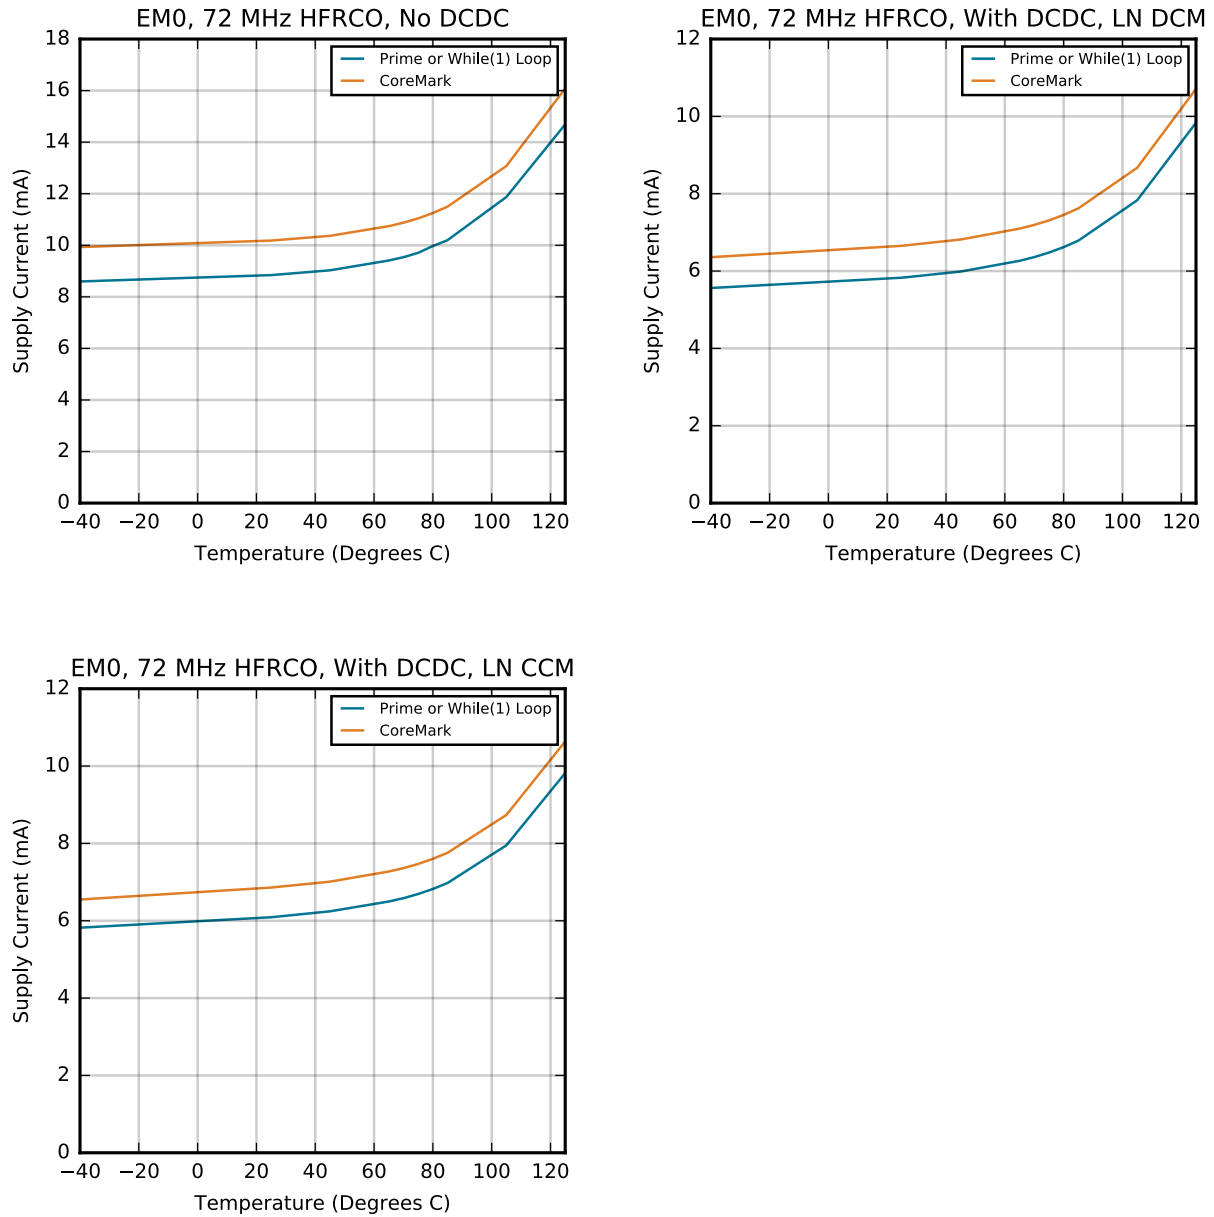 EM0, 72 MHz HFRCO, No DCDC
18
16
14
12
10
8
6
4
2
0
Supply Current (mA)
Prime or While(1) Loop
CoreMark
−40 −20 0 20 40 60 80 100 120
Temperature (Degrees C)
EM0, 72 MHz HFRCO, With DCDC, LN DCM
12
10
8
6
4
2
0
Supply Current (mA)
Prime or While(1) Loop
CoreMark
−40 −20 0 20 40 60 80 100 120
Temperature (Degrees C)
EM0, 72 MHz HFRCO, With DCDC, LN CCM
12
10
8
6
4
2
0
Supply Current (mA)
Prime or While(1) Loop
CoreMark
−40 −20 0 20 40 60 80 100 120
Temperature (Degrees C)